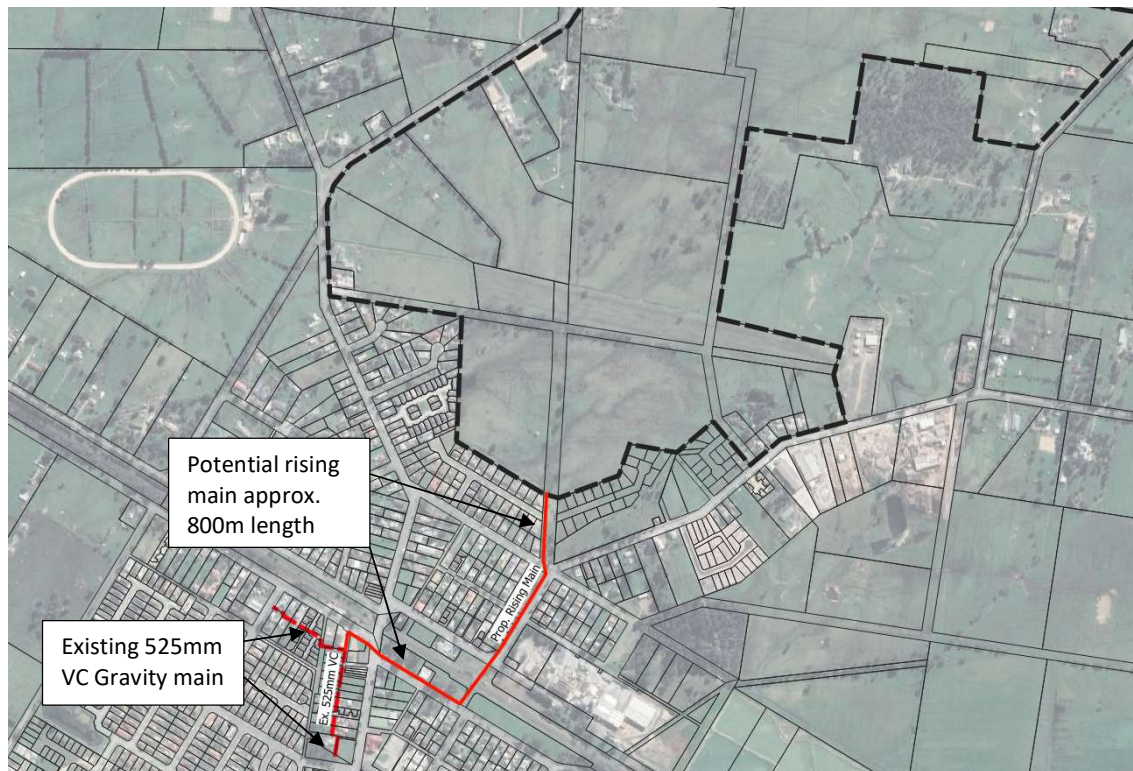 Potential rising
main approx.
800m length
Prop. Rising Main
Existing 525mm
VC Gravity main
Ex. 525mm VC